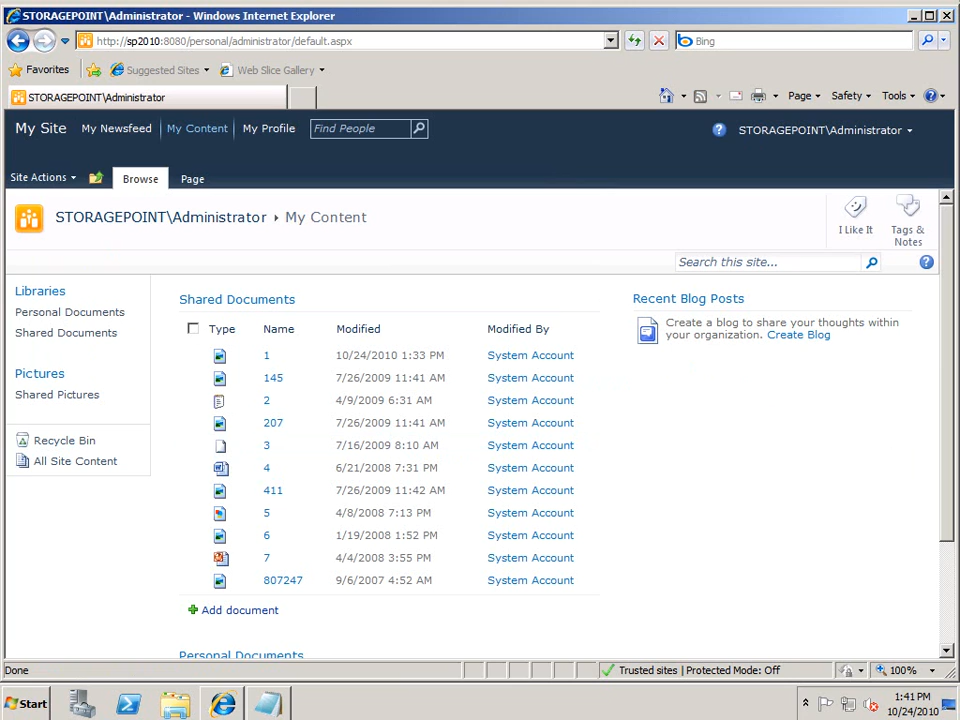 STORAGEPOINT\Administrator - Windows Internet Explorer
http://sp2010:8080/personal/administrator/default.aspx
Bing
Favorites
Suggested Sites
Web Slice Gallery
STORAGEPOINT\Administrator
Page
Safety
Tools
My Site
My Newsfeed
My Content
My Profile
Find People
STORAGEPOINT\Administrator
Site Actions
Browse
Page
STORAGEPOINT\Administrator
My Content
I Like It
Tags &
Notes
Search this site...
Libraries
Personal Documents
Shared Documents
Pictures
Shared Pictures
Recycle Bin
All Site Content
Shared Documents
Type Name Modified Modified By
1 10/24/2010 1:33 PM System Account
145 7/26/2009 11:41 AM System Account
2 4/9/2009 6:31 AM System Account
207 7/26/2009 11:41 AM System Account
3 7/16/2009 8:10 AM System Account
4 6/21/2008 7:31 PM System Account
411 7/26/2009 11:42 AM System Account
5 4/8/2008 7:13 PM System Account
6 1/19/2008 1:52 PM System Account
7 4/4/2008 3:55 PM System Account
807247 9/6/2007 4:52 AM System Account
Add document
Personal Documents
Recent Blog Posts
Create a blog to share your thoughts within
your organization. Create Blog
Done
Trusted sites | Protected Mode: Off
100%
Start
1:41 PM
10/24/2010